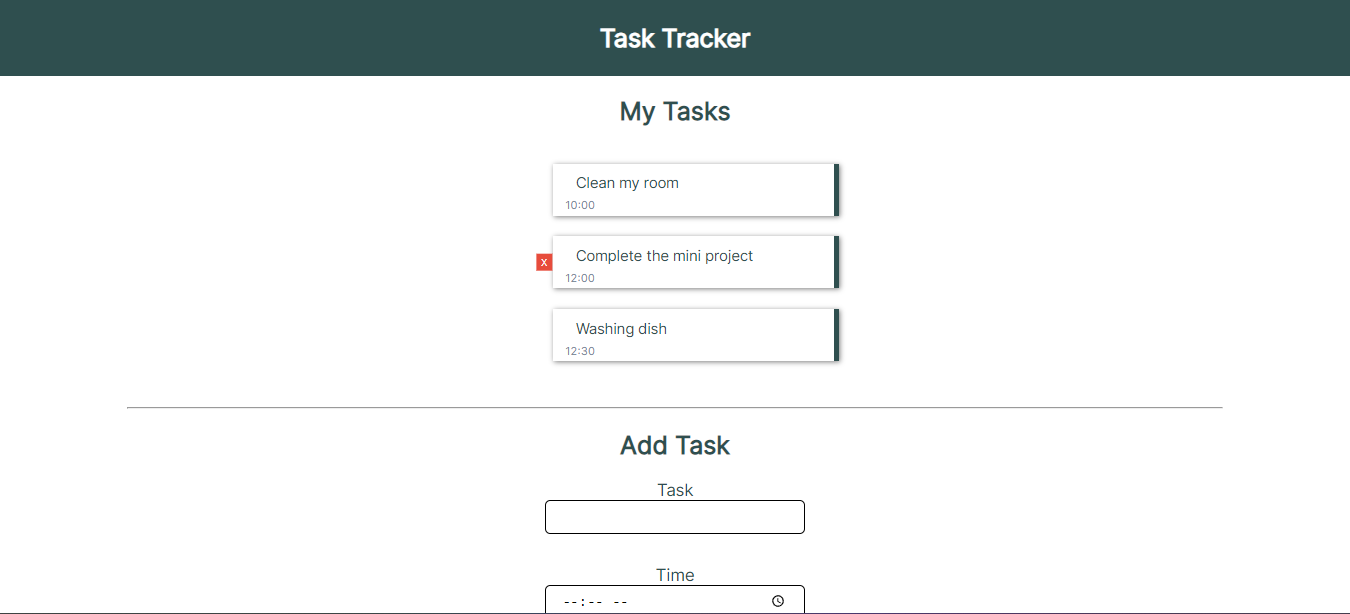 Task Tracker
My Tasks
Clean my room
10:00
x Complete the mini project
12:00
Washing dish
12:30
Add Task
Task
Time
--:-- --